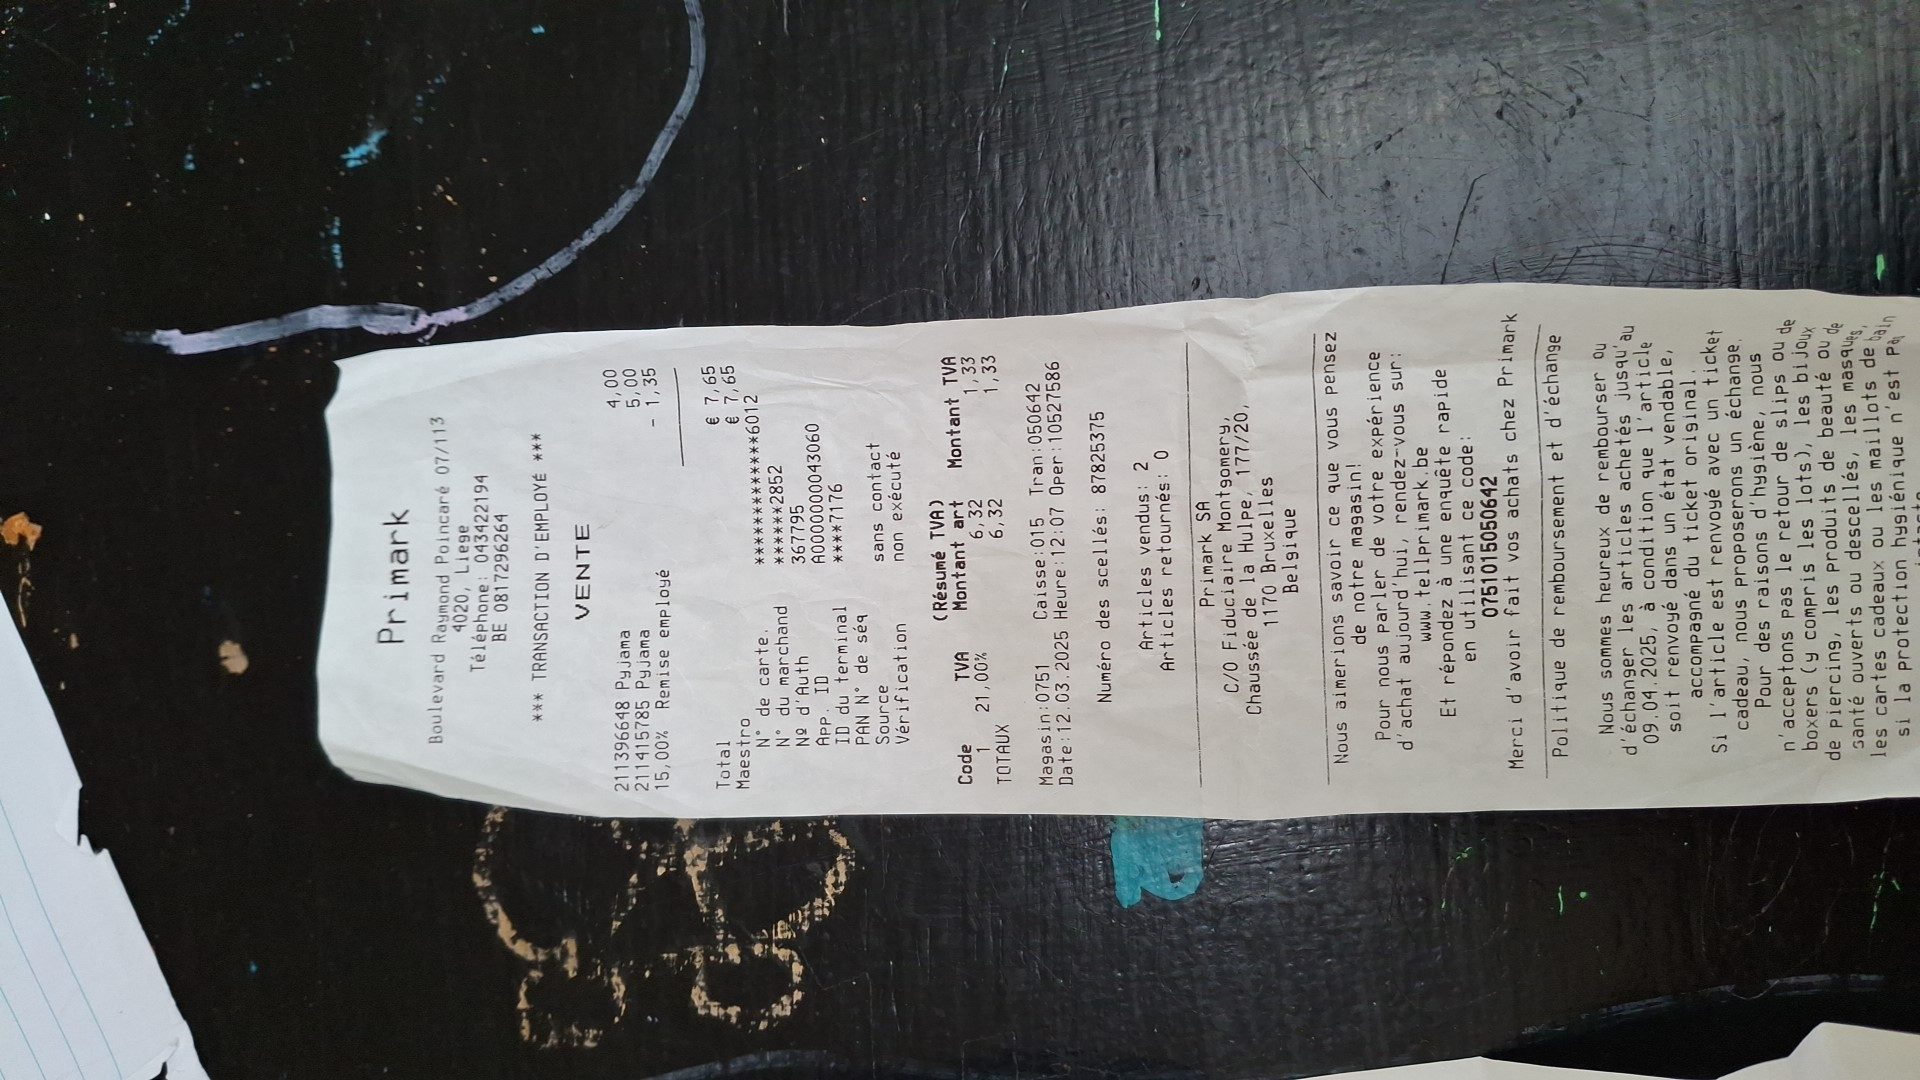 Primark
Boulevard Raymond Poincaré 07/113
4020, Liege
Téléphone: 043422194
BE 0817296264
*** TRANSACTION D'EMPLOYÉ ***
VENTE
211396648 Pyjama 4,00
211415785 Pyjama 5,00
15,00% Remise employé - 1,35
Total € 7,65
Maestro € 7,65
N° de carte. ***************6012
N° du marchand ******2852
Nº d'Auth 367795
App. ID A0000000043060
ID du terminal ****7176
PAN N° de séq
Source sans contact
Vérification non exécuté
(Résumé TVA)
Code TVA Montant art Montant TVA
1 21,00% 6,32 1,33
TOTAUX 6,32 1,33
Magasin:0751 Caisse:015 Tran:050642
Date:12.03.2025 Heure:12:07 Oper:10527586
Numéro des scellés: 87825375
Articles vendus: 2
Articles retournés: 0
Primark SA
C/O Fiduciaire Montgomery,
Chaussée de la Hulpe, 177/20,
1170 Bruxelles
Belgique
Nous aimerions savoir ce que vous pensez
de notre magasin!
Pour nous parler de votre expérience
d'achat aujourd'hui, rendez-vous sur:
www.tellprimark.be
Et répondez à une enquête rapide
en utilisant ce code:
0751015050642
Merci d'avoir fait vos achats chez Primark
Politique de remboursement et d'échange
Nous sommes heureux de rembourser ou
d'échanger les articles achetés jusqu'au
09.04.2025, à condition que l'article
soit renvoyé dans un état vendable,
accompagné du ticket original.
Si l'article est renvoyé avec un ticket
cadeau, nous proposerons un échange.
Pour des raisons d'hygiène, nous
n'acceptons pas le retour de slips ou de
boxers (y compris les lots), les bijoux
de piercing, les produits de beauté ou de
santé ouverts ou descellés, les masques,
les cartes cadeaux ou les maillots de bain
si la protection hygiénique n'est pas